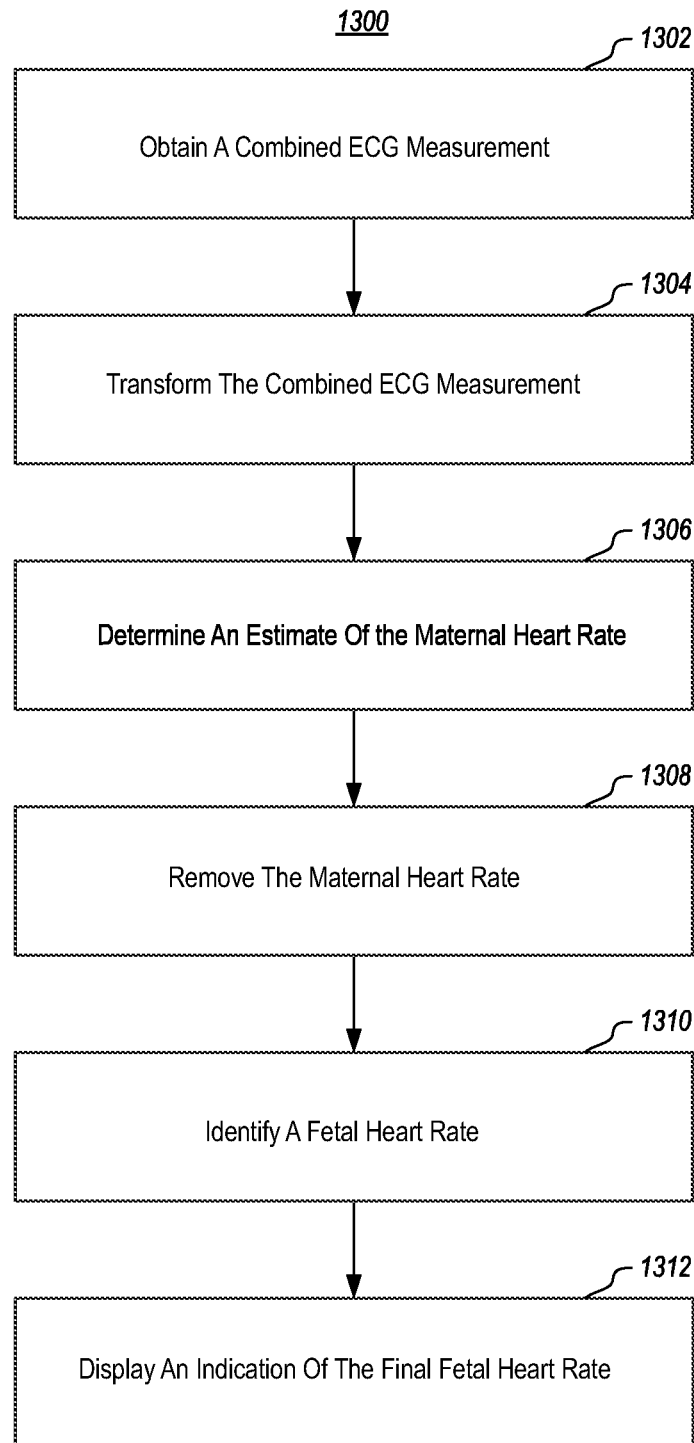 1300
1302
Obtain A Combined ECG Measurement
1304
Transform The Combined ECG Measurement
1306
Determine An Estimate Of the Maternal Heart Rate
1308
Remove The Maternal Heart Rate
1310
Identify A Fetal Heart Rate
1312
Display An Indication Of The Final Fetal Heart Rate